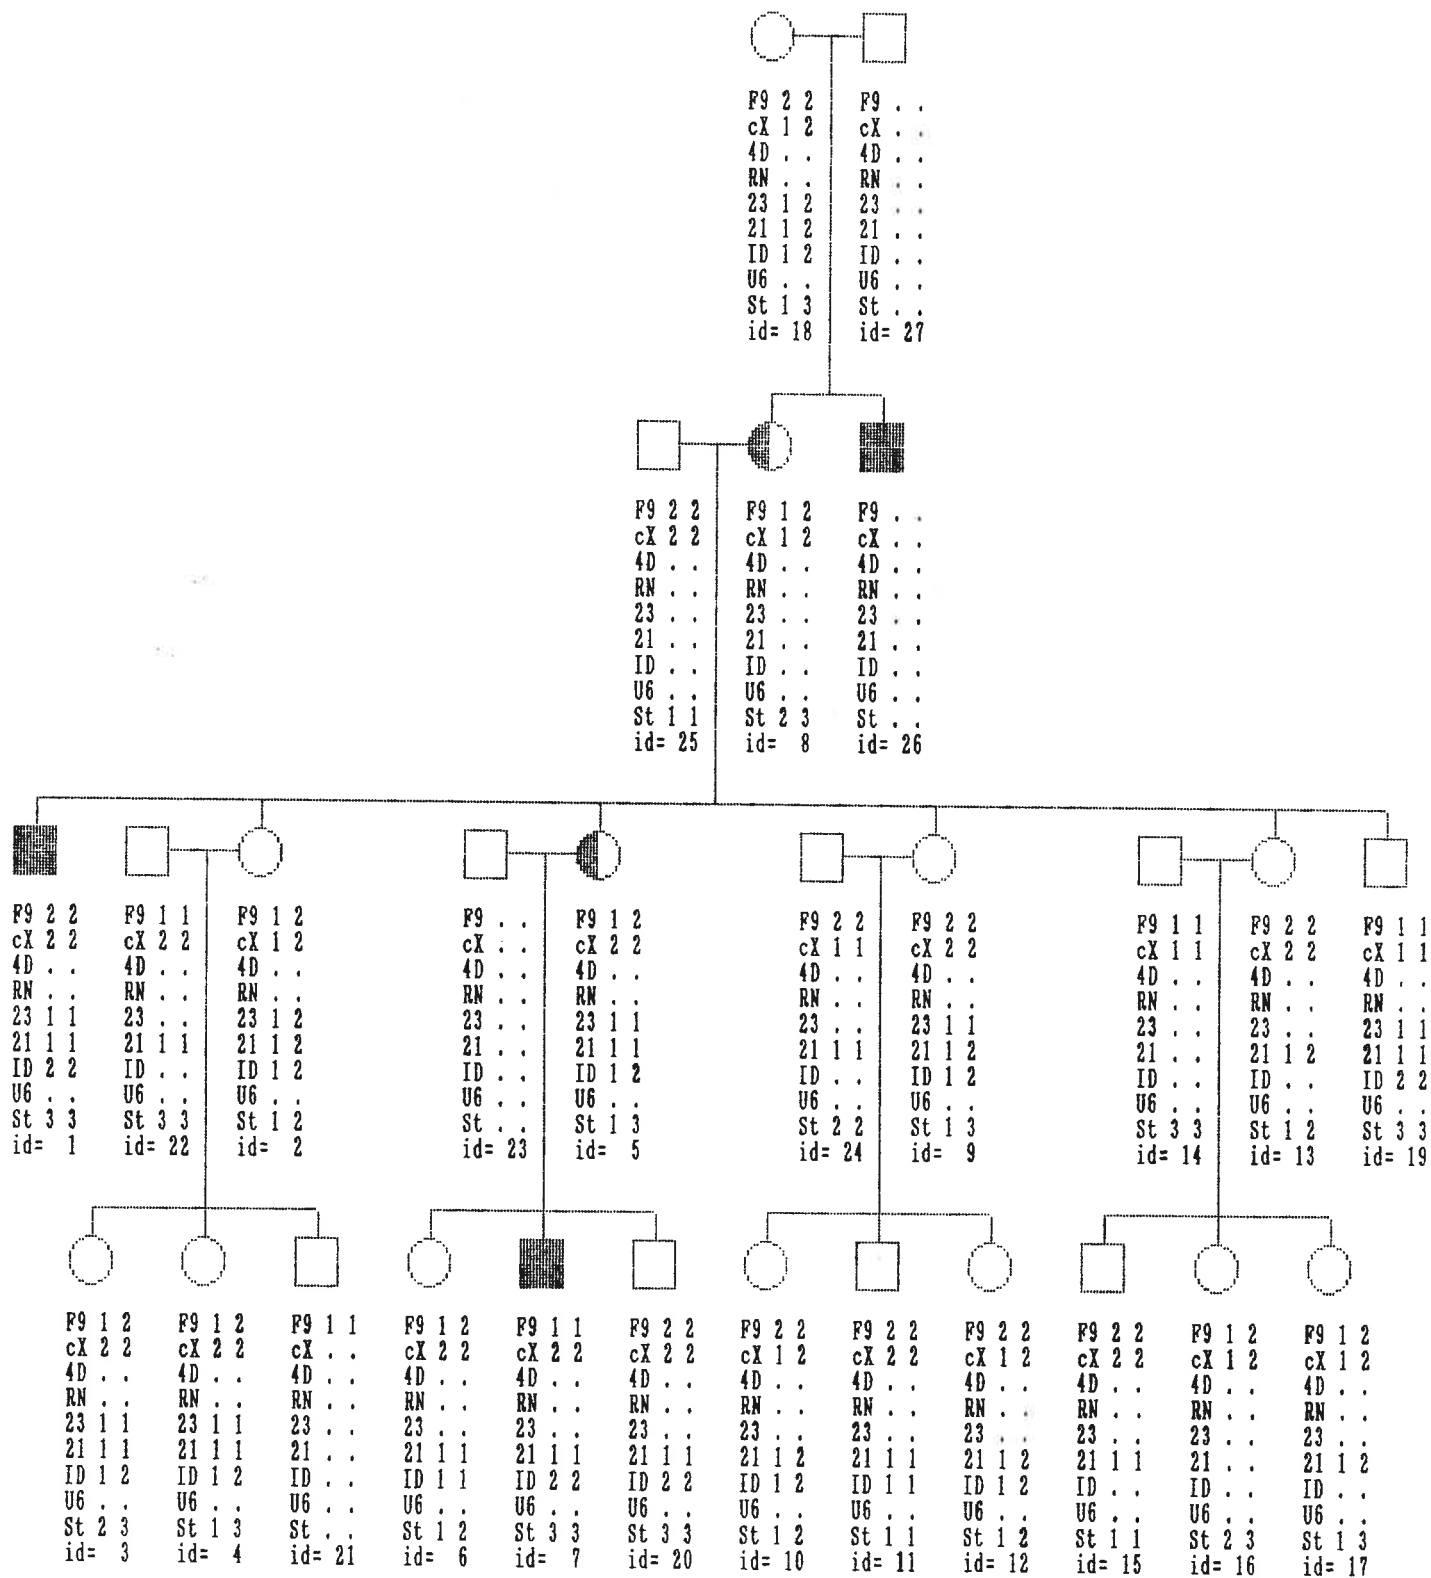 F9 2 2
cX 1 2
4D . .
RN . .
23 1 2
21 1 2
ID 1 2
U6 . .
St 1 3
id= 18
F9 . .
cX . .
4D . .
RN . .
23 . .
21 . .
ID . .
U6 . .
St . .
id= 27
F9 2 2
cX 2 2
4D . .
RN . .
23 . .
21 . .
ID . .
U6 . .
St 1 1
id= 25
F9 1 2
cX 1 2
4D . .
RN . .
23 . .
21 . .
ID . .
U6 . .
St 2 3
id= 8
F9 . .
cX . .
4D . .
RN . .
23 . .
21 . .
ID . .
U6 . .
St . .
id= 26
F9 2 2
cX 2 2
4D . .
RN . .
23 1 1
21 1 1
ID 2 2
U6 . .
St 3 3
id= 1
F9 1 1
cX 2 2
4D . .
RN . .
23 . .
21 1 1
ID . .
U6 . .
St 3 3
id= 22
F9 1 2
cX 1 2
4D . .
RN . .
23 1 2
21 1 2
ID 1 2
U6 . .
St 1 2
id= 2
F9 . .
cX . .
4D . .
RN . .
23 . .
21 . .
ID . .
U6 . .
St . .
id= 23
F9 1 2
cX 2 2
4D . .
RN . .
23 1 1
21 1 1
ID 1 2
U6 . .
St 1 3
id= 5
F9 2 2
cX 1 1
4D . .
RN . .
23 . .
21 1 1
ID . .
U6 . .
St 2 2
id= 24
F9 2 2
cX 2 2
4D . .
RN . .
23 1 1
21 1 2
ID 1 2
U6 . .
St 1 3
id= 9
F9 1 1
cX 1 1
4D . .
RN . .
23 . .
21 . .
ID . .
U6 . .
St 3 3
id= 14
F9 2 2
cX 2 2
4D . .
RN . .
23 . .
21 1 2
ID . .
U6 . .
St 1 2
id= 13
F9 1 1
cX 1 1
4D . .
RN . .
23 1 1
21 1 1
ID 2 2
U6 . .
St 3 3
id= 19
F9 1 2
cX 2 2
4D . .
RN . .
23 1 1
21 1 1
ID 1 2
U6 . .
St 2 3
id= 3
F9 1 2
cX 2 2
4D . .
RN . .
23 1 1
21 1 1
ID 1 2
U6 . .
St 1 3
id= 4
F9 1 1
cX . .
4D . .
RN . .
23 . .
21 . .
ID . .
U6 . .
St . .
id= 21
F9 1 2
cX 2 2
4D . .
RN . .
23 . .
21 1 1
ID 1 1
U6 . .
St 1 2
id= 6
F9 1 1
cX 2 2
4D . .
RN . .
23 . .
21 1 1
ID 2 2
U6 . .
St 3 3
id= 7
F9 2 2
cX 2 2
4D . .
RN . .
23 . .
21 1 1
ID 2 2
U6 . .
St 3 3
id= 20
F9 2 2
cX 1 2
4D . .
RN . .
23 . .
21 1 2
ID 1 2
U6 . .
St 1 2
id= 10
F9 2 2
cX 2 2
4D . .
RN . .
23 . .
21 1 1
ID 1 1
U6 . .
St 1 1
id= 11
F9 2 2
cX 1 2
4D . .
RN . .
23 . .
21 1 2
ID 1 2
U6 . .
St 1 2
id= 12
F9 2 2
cX 2 2
4D . .
RN . .
23 . .
21 1 1
ID . .
U6 . .
St 1 1
id= 15
F9 1 2
cX 1 2
4D . .
RN . .
23 . .
21 . .
ID . .
U6 . .
St 2 3
id= 16
F9 1 2
cX 1 2
4D . .
RN . .
23 . .
21 1 2
ID . .
U6 . .
St 1 3
id= 17